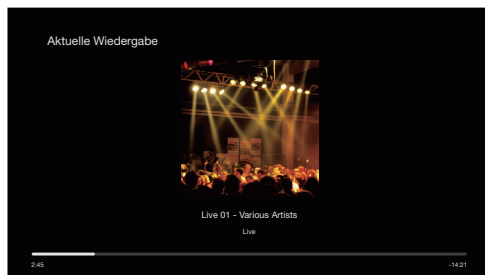 Aktuelle Wiedergabe
Live 01 - Various Artists
Live
2:45
-14:21